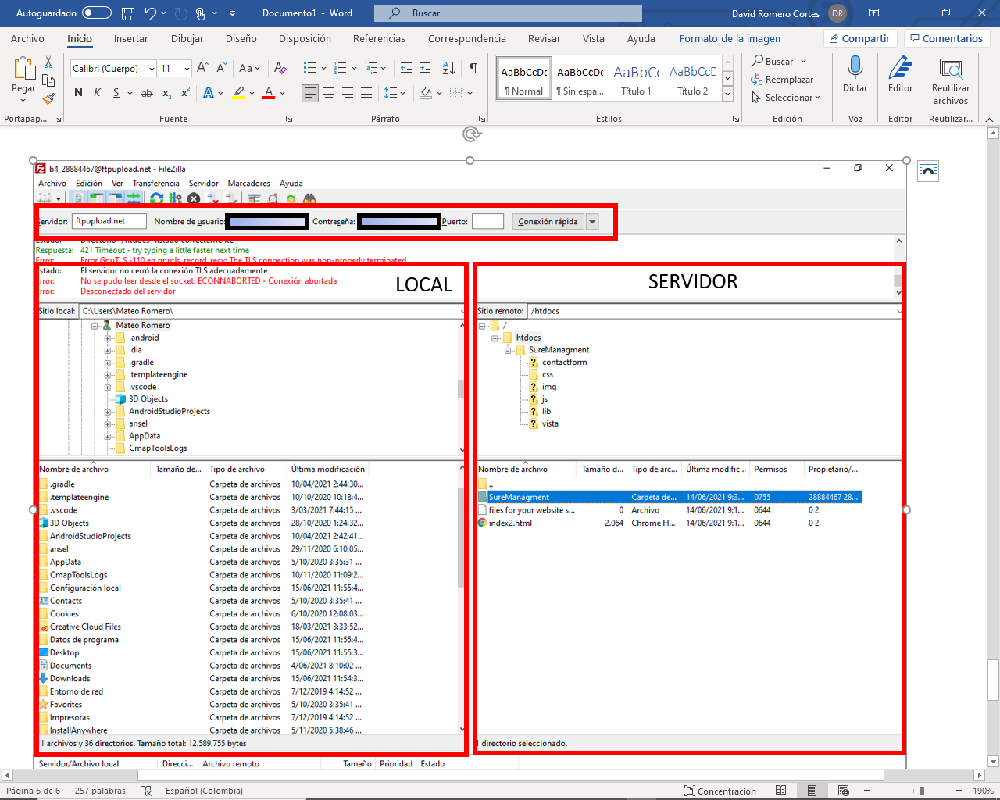 Autoguardado Documento1 - Word Buscar David Romero Cortes DR
Archivo Inicio Insertar Dibujar Diseño Disposición Referencias Correspondencia Revisar Vista Ayuda Formato de la imagen Compartir Comentarios
Pegar Calibri (Cuerpo) 11 AaBbCcDc AaBbCcDc AaBbCc AaBbCcD Buscar Dictar Editor Reutilizar archivos
¶ Normal ¶ Sin espa... Título 1 Título 2 Reemplazar
N K S Seleccionar
Portapap... Fuente Párrafo Estilos Edición Voz Editor Reutilizar...
b4_28884467@ftpupload.net - FileZilla
Archivo Edición Ver Transferencia Servidor Marcadores Ayuda
Servidor: ftpupload.net Nombre de usuario: Contraseña: Puerto: Conexión rápida
Estado: Directorio "/htdocs" listado correctamente
Respuesta: 421 Timeout - try typing a little faster next time
Error: Error GnuTLS -110 en gnutls_record_recv: The TLS connection was non-properly terminated.
Estado: El servidor no cerró la conexión TLS adecuadamente
Error: No se pudo leer desde el socket: ECONNABORTED - Conexión abortada
Error: Desconectado del servidor
LOCAL
SERVIDOR
Sitio local: C:\Users\Mateo Romero\
Mateo Romero
.android
.dia
.gradle
.templateengine
.vscode
3D Objects
AndroidStudioProjects
ansel
AppData
CmapToolsLogs
Sitio remoto: /htdocs
/
htdocs
SureManagment
contactform
css
img
js
lib
vista
Nombre de archivo Tamaño de... Tipo de archivo Última modificación
.gradle Carpeta de archivos 10/04/2021 2:44:30...
.templateengine Carpeta de archivos 10/10/2020 10:18:4...
.vscode Carpeta de archivos 3/03/2021 7:44:15 ...
3D Objects Carpeta de archivos 28/10/2020 1:24:32...
AndroidStudioProjects Carpeta de archivos 10/04/2021 2:42:41...
ansel Carpeta de archivos 29/11/2020 6:10:05...
AppData Carpeta de archivos 5/10/2020 3:35:31 ...
CmapToolsLogs Carpeta de archivos 10/11/2020 11:09:2...
Configuración local Carpeta de archivos 15/06/2021 11:55:4...
Contacts Carpeta de archivos 5/10/2020 3:35:41 ...
Cookies Carpeta de archivos 6/10/2020 12:08:03...
Creative Cloud Files Carpeta de archivos 18/03/2021 3:33:52...
Datos de programa Carpeta de archivos 15/06/2021 11:55:4...
Desktop Carpeta de archivos 15/06/2021 11:55:3...
Documents Carpeta de archivos 4/06/2021 8:10:02 ...
Downloads Carpeta de archivos 15/06/2021 11:54:3...
Entorno de red Carpeta de archivos 7/12/2019 4:14:52 ...
Favorites Carpeta de archivos 5/10/2020 3:35:41 ...
Impresoras Carpeta de archivos 7/12/2019 4:14:52 ...
InstallAnywhere Carpeta de archivos 5/11/2020 5:38:46 ...
1 archivos y 36 directorios. Tamaño total: 12.589.755 bytes
Nombre de archivo Tamaño d... Tipo de arc... Última modific... Permisos Propietario/...
..
SureManagment Carpeta de... 14/06/2021 9:3... 0755 28884467 28...
files for your website s... 0 Archivo 14/06/2021 9:1... 0644 0 2
index2.html 2.064 Chrome H... 14/06/2021 9:1... 0644 0 2
1 directorio seleccionado.
Servidor/Archivo local Direcci... Archivo remoto Tamaño Prioridad Estado
Página 6 de 6 257 palabras Español (Colombia) Concentración 190%